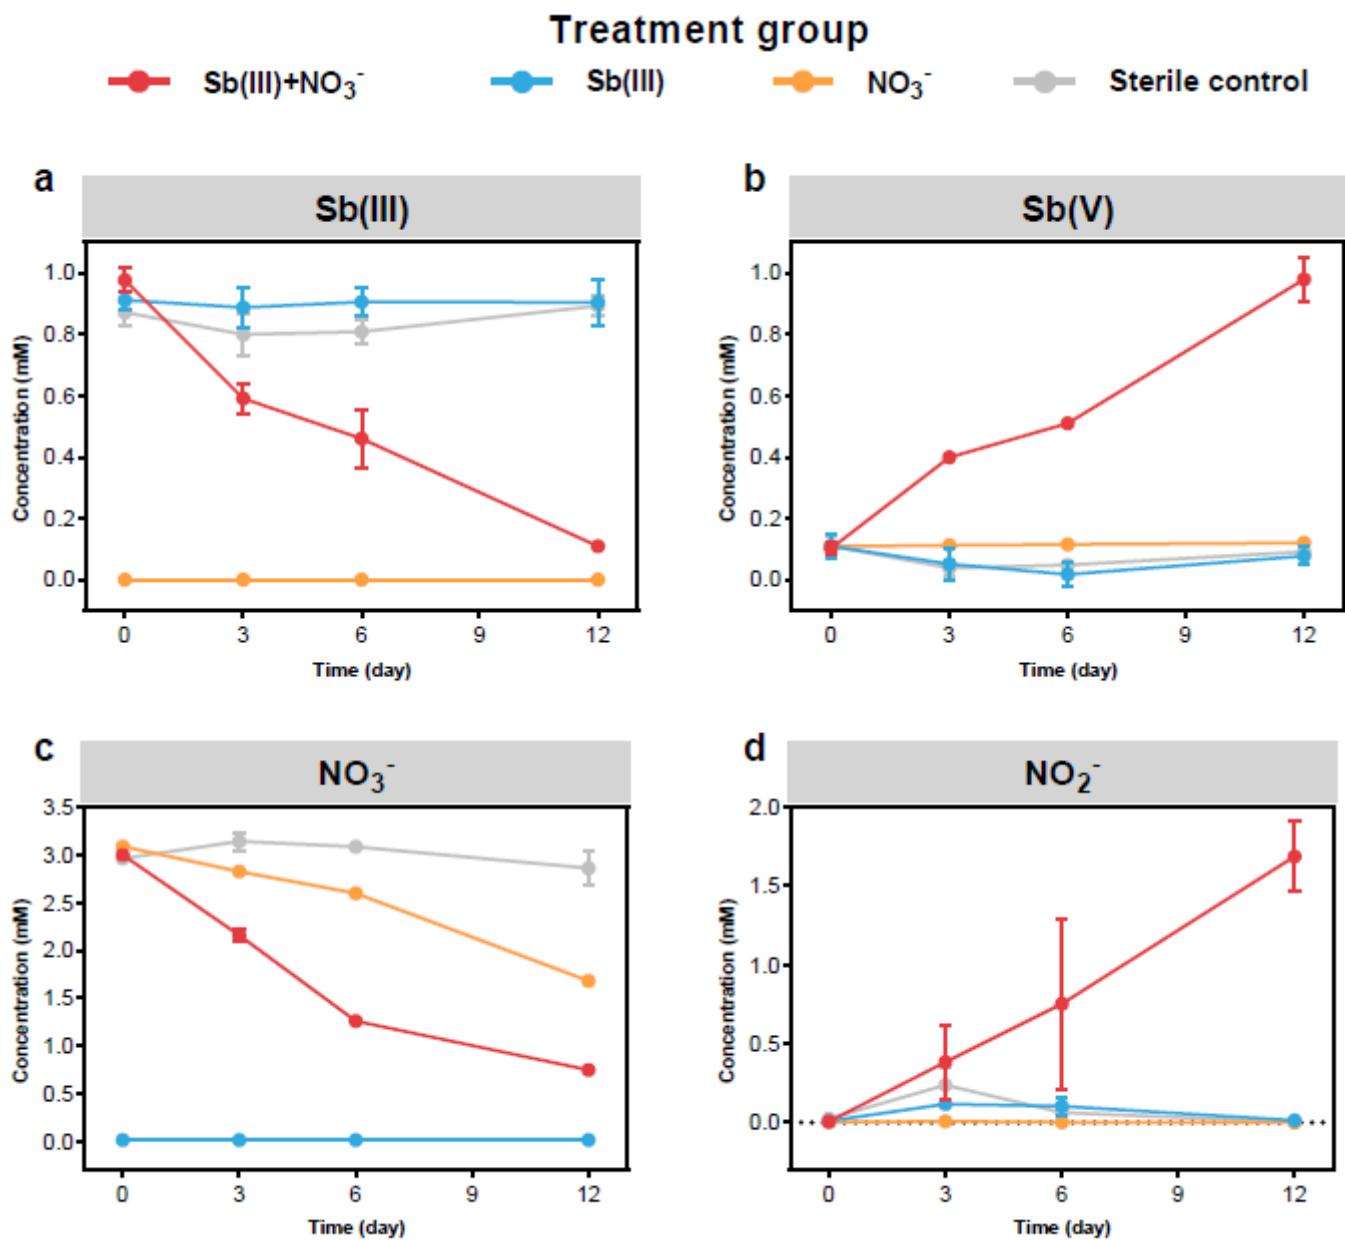 Treatment group
Sb(III)+NO₃⁻ Sb(III) NO₃⁻ Sterile control
a b
Sb(III) Sb(V)
1.0 1.0
0.8 0.8
0.6 0.6
0.4 0.4
0.2 0.2
0.0 0.0
Concentration (mM) Concentration (mM)
0 3 6 9 12 0 3 6 9 12
Time (day) Time (day)
c d
NO₃⁻ NO₂⁻
3.5 2.0
3.0 1.5
2.5 1.0
2.0 0.5
1.5 0.0
1.0
0.5
0.0
Concentration (mM) Concentration (mM)
0 3 6 9 12 0 3 6 9 12
Time (day) Time (day)